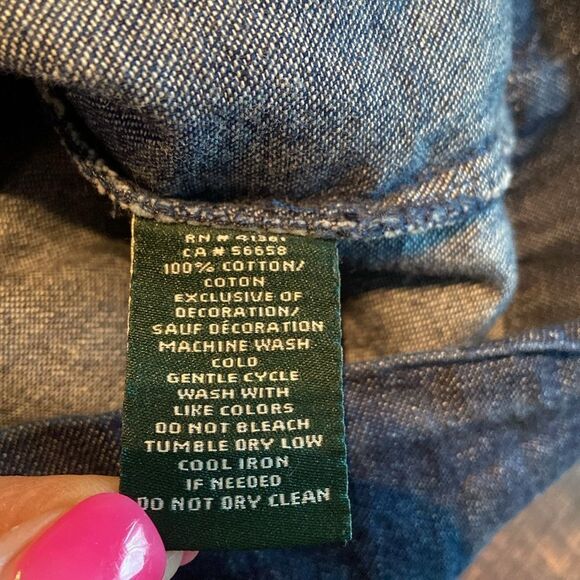 RN # 41381
CA # 56658
100% COTTON/
COTON
EXCLUSIVE OF
DECORATION/
SAUF DÉCORATION
MACHINE WASH
COLD
GENTLE CYCLE
WASH WITH
LIKE COLORS
DO NOT BLEACH
TUMBLE DRY LOW
COOL IRON
IF NEEDED
DO NOT DRY CLEAN